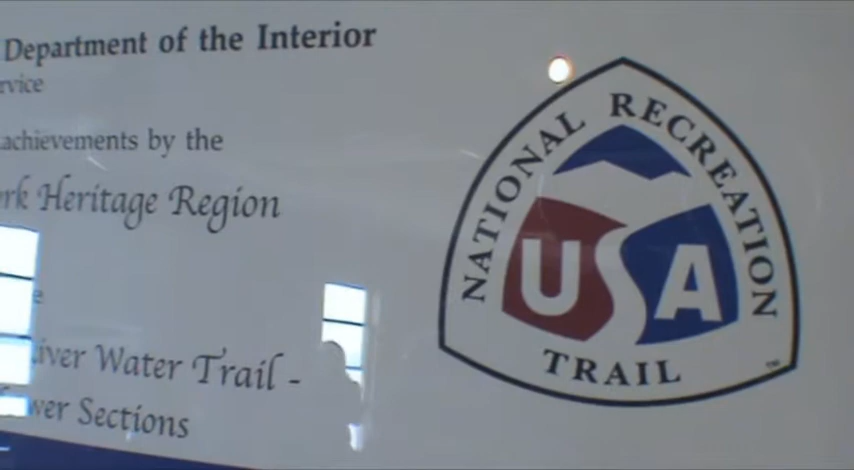 Department of the Interior
rvice
achievements by the
rk Heritage Region
e
iver Water Trail -
wer Sections
NATIONAL RECREATION
USA
TRAIL
TM